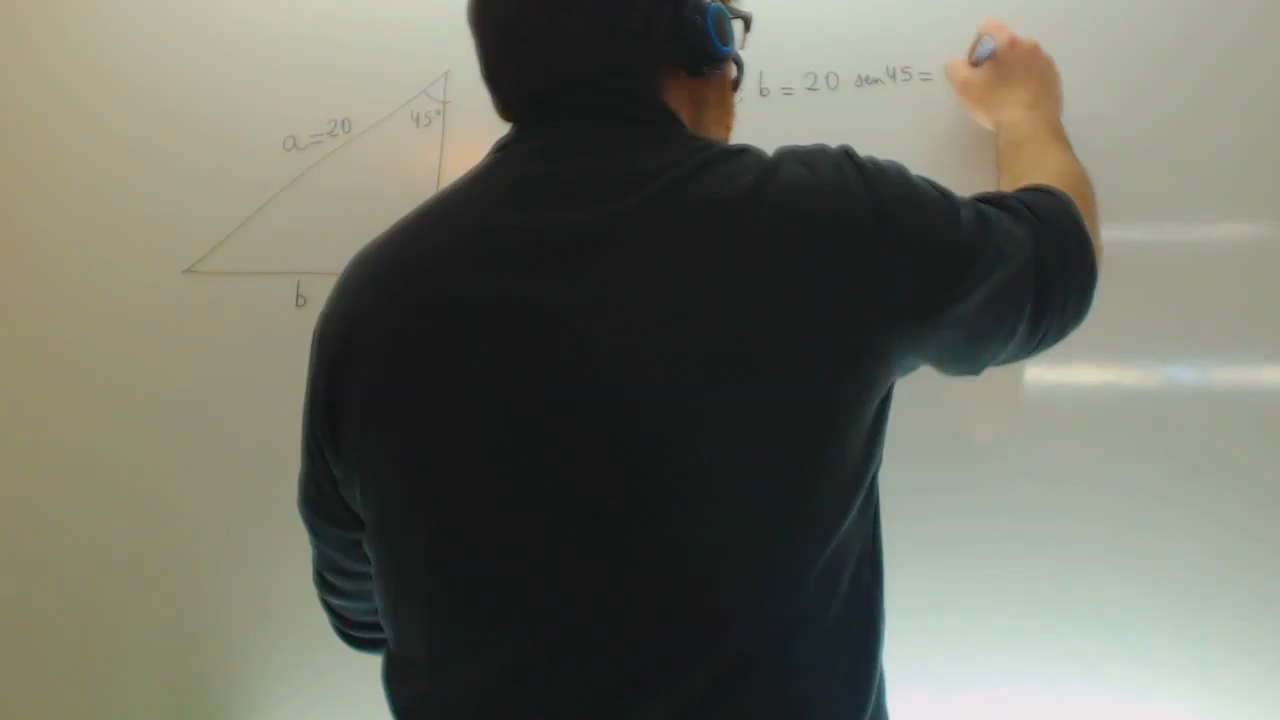 b = 20 sen 45 =
a = 20
45°
b